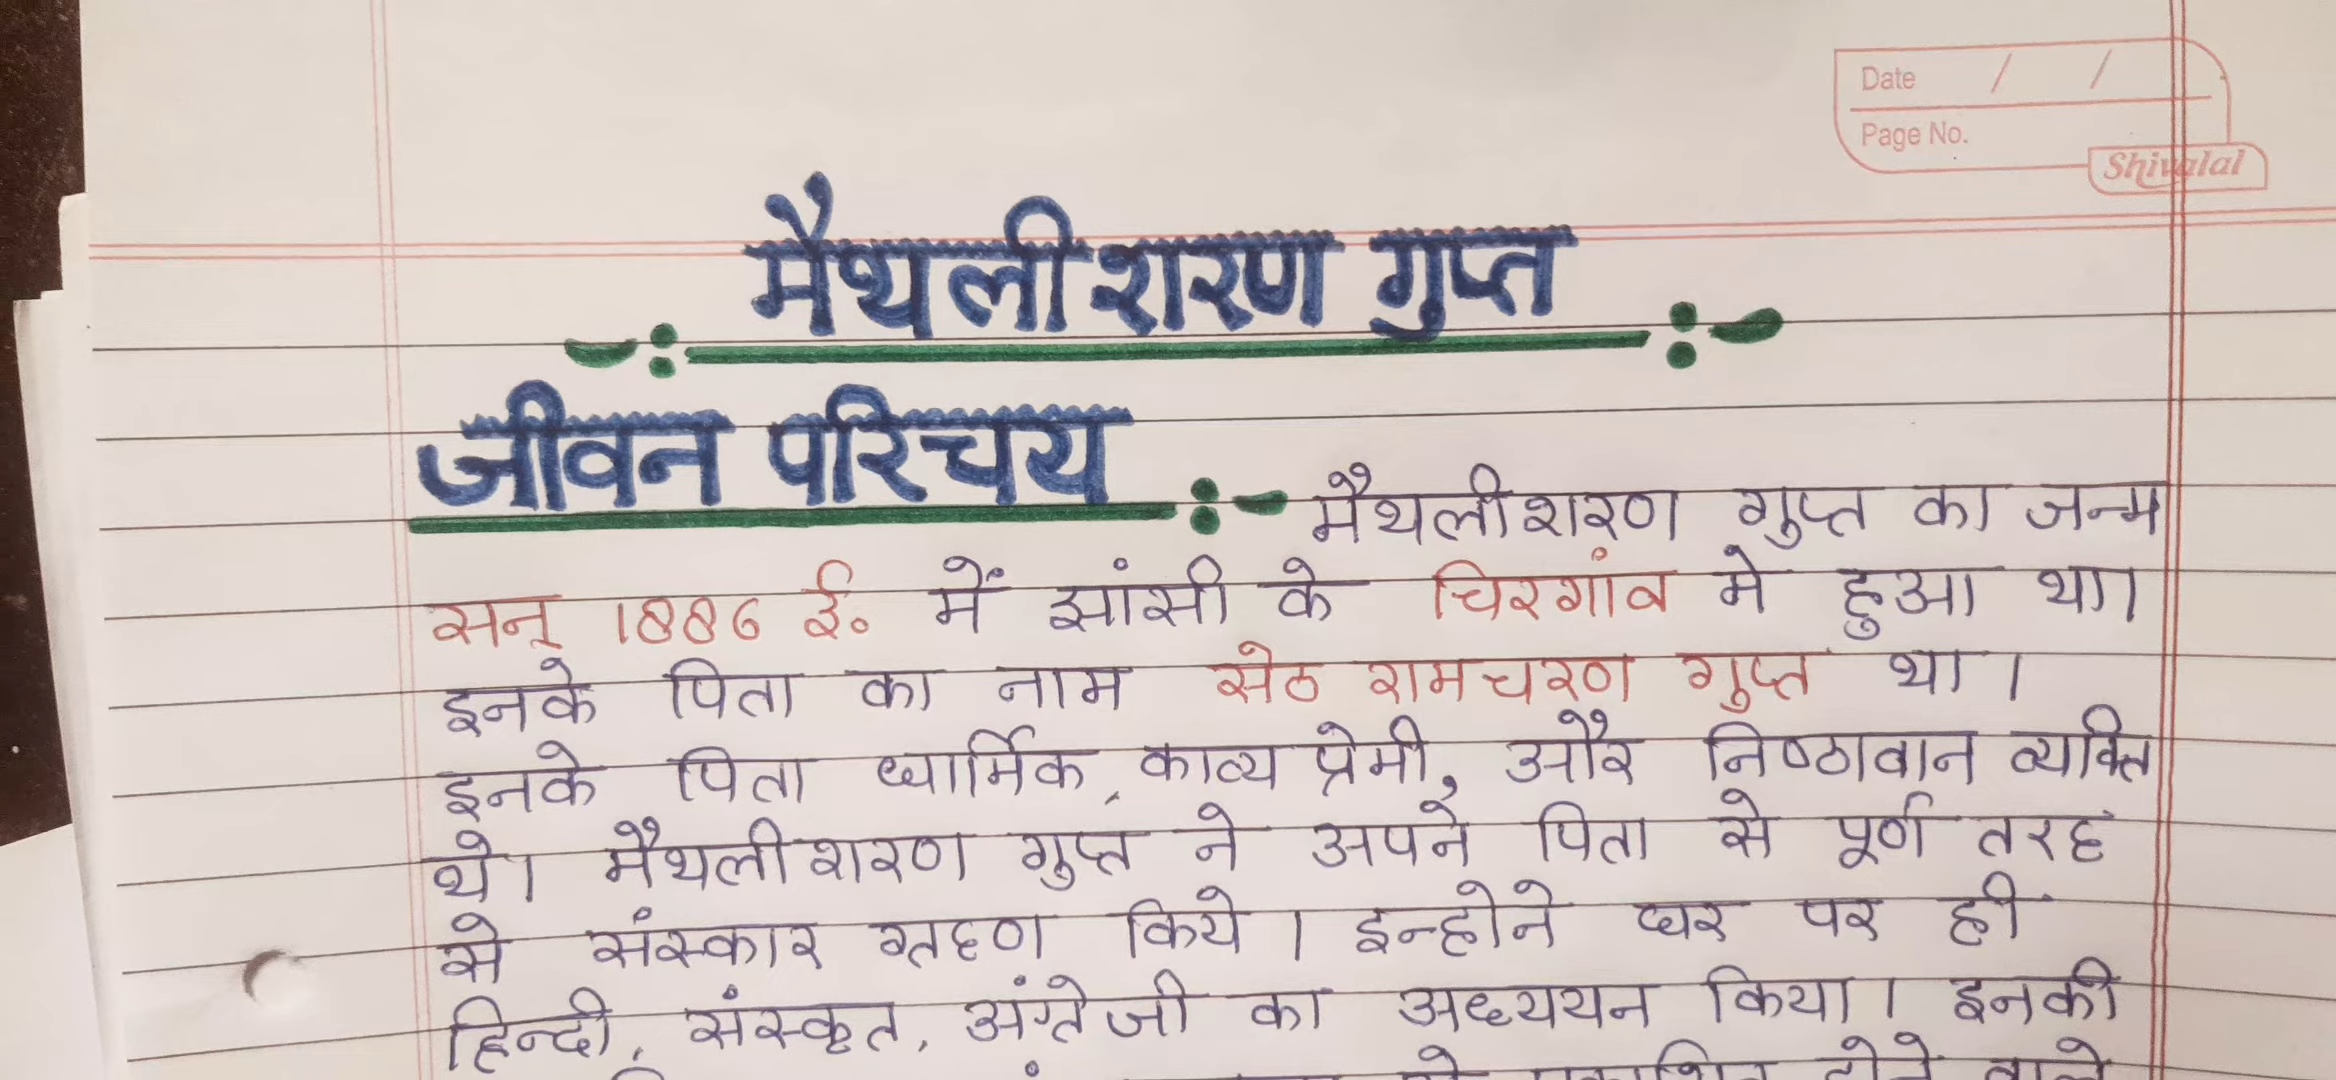 Date / /
Page No.
Shivalal
मैथलीशरण गुप्त
जीवन परिचय :- मैथलीशरण गुप्त का जन्म
सन् 1886 ई० में झांसी के चिरगांव मे हुआ था।
इनके पिता का नाम सेठ रामचरण गुप्त था।
इनके पिता धार्मिक, काव्य प्रेमी, और निष्ठावान व्यक्ति
थे। मैथलीशरण गुप्त ने अपने पिता से पूर्ण तरह
से संस्कार ग्रहण किये। इन्होने घर पर ही
हिन्दी, संस्कृत, अंग्रेजी का अध्ययन किया। इनकी
होने वाले